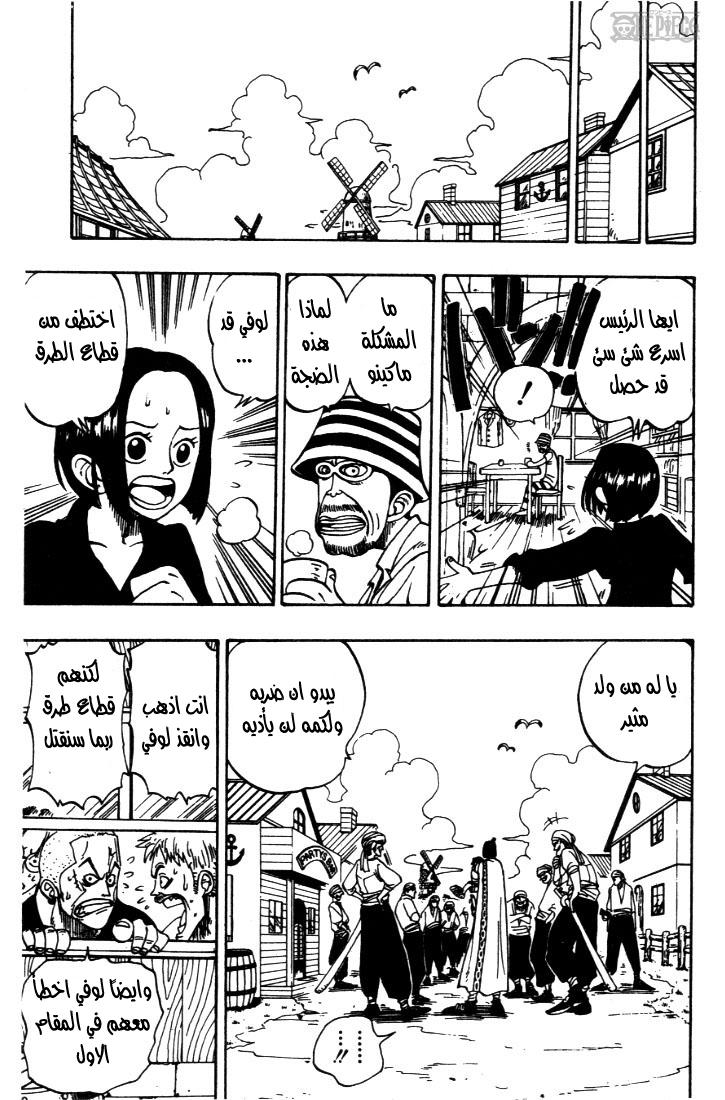 ONE PIECE
ايها الرئيس
اسرع شئ سئ
قد حصل
!
ما
المشكلة
ماكينو
لماذا
هذه
الضجة
لوفي قد
...
اختطف من
قطاع الطرق
يا له من ولد
مثير
يبدو ان ضربه
ولكمه لن يأذيه
PARTYS BAR
......!!
انت اذهب
وانقذ لوفي
لكنهم
قطاع طرق
ربما سنقتل
وايضاً لوفي اخطأ
معهم في المقام
الاول